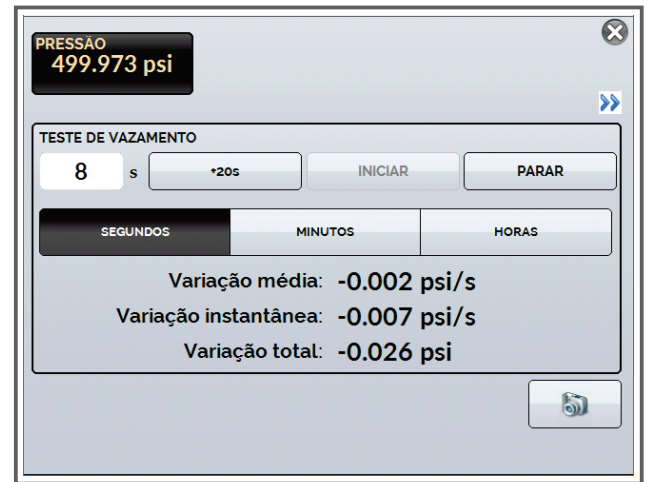 PRESSÃO
499.973 psi
TESTE DE VAZAMENTO
8 s +20s INICIAR PARAR
SEGUNDOS MINUTOS HORAS
Variação média: -0.002 psi/s
Variação instantânea: -0.007 psi/s
Variação total: -0.026 psi